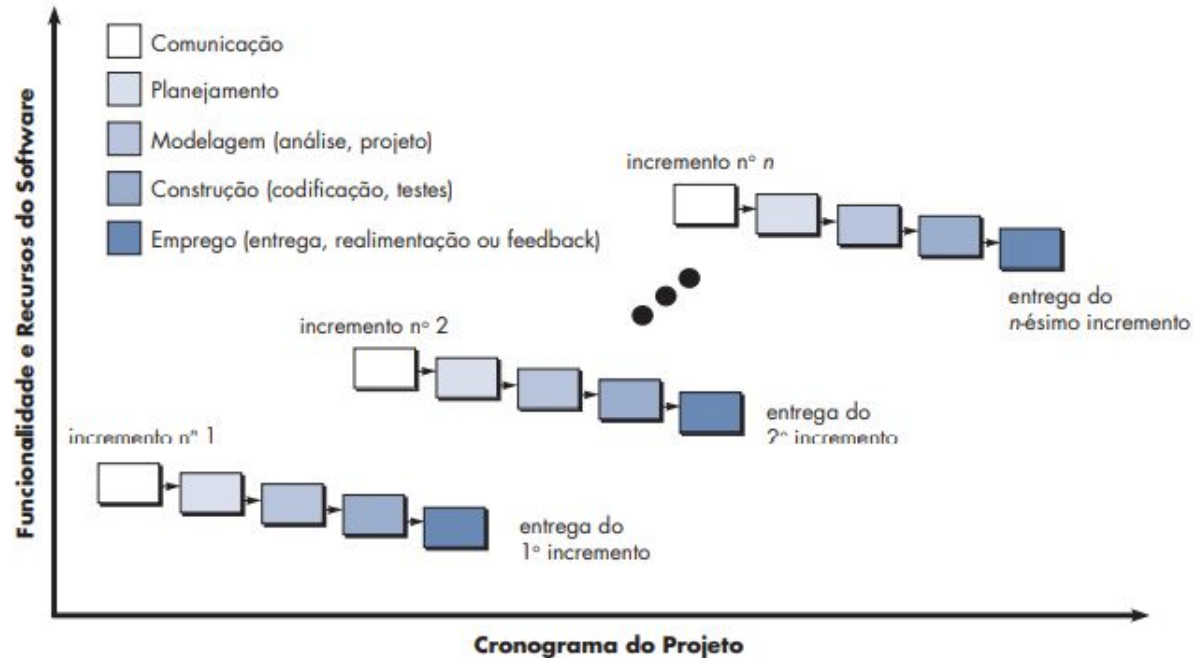 Funcionalidade e Recursos do Software
Comunicação
Planejamento
Modelagem (análise, projeto)
Construção (codificação, testes)
Emprego (entrega, realimentação ou feedback)
incremento nº n
entrega do
n-ésimo incremento
incremento nº 2
entrega do
2º incremento
incremento nº 1
entrega do
1º incremento
Cronograma do Projeto